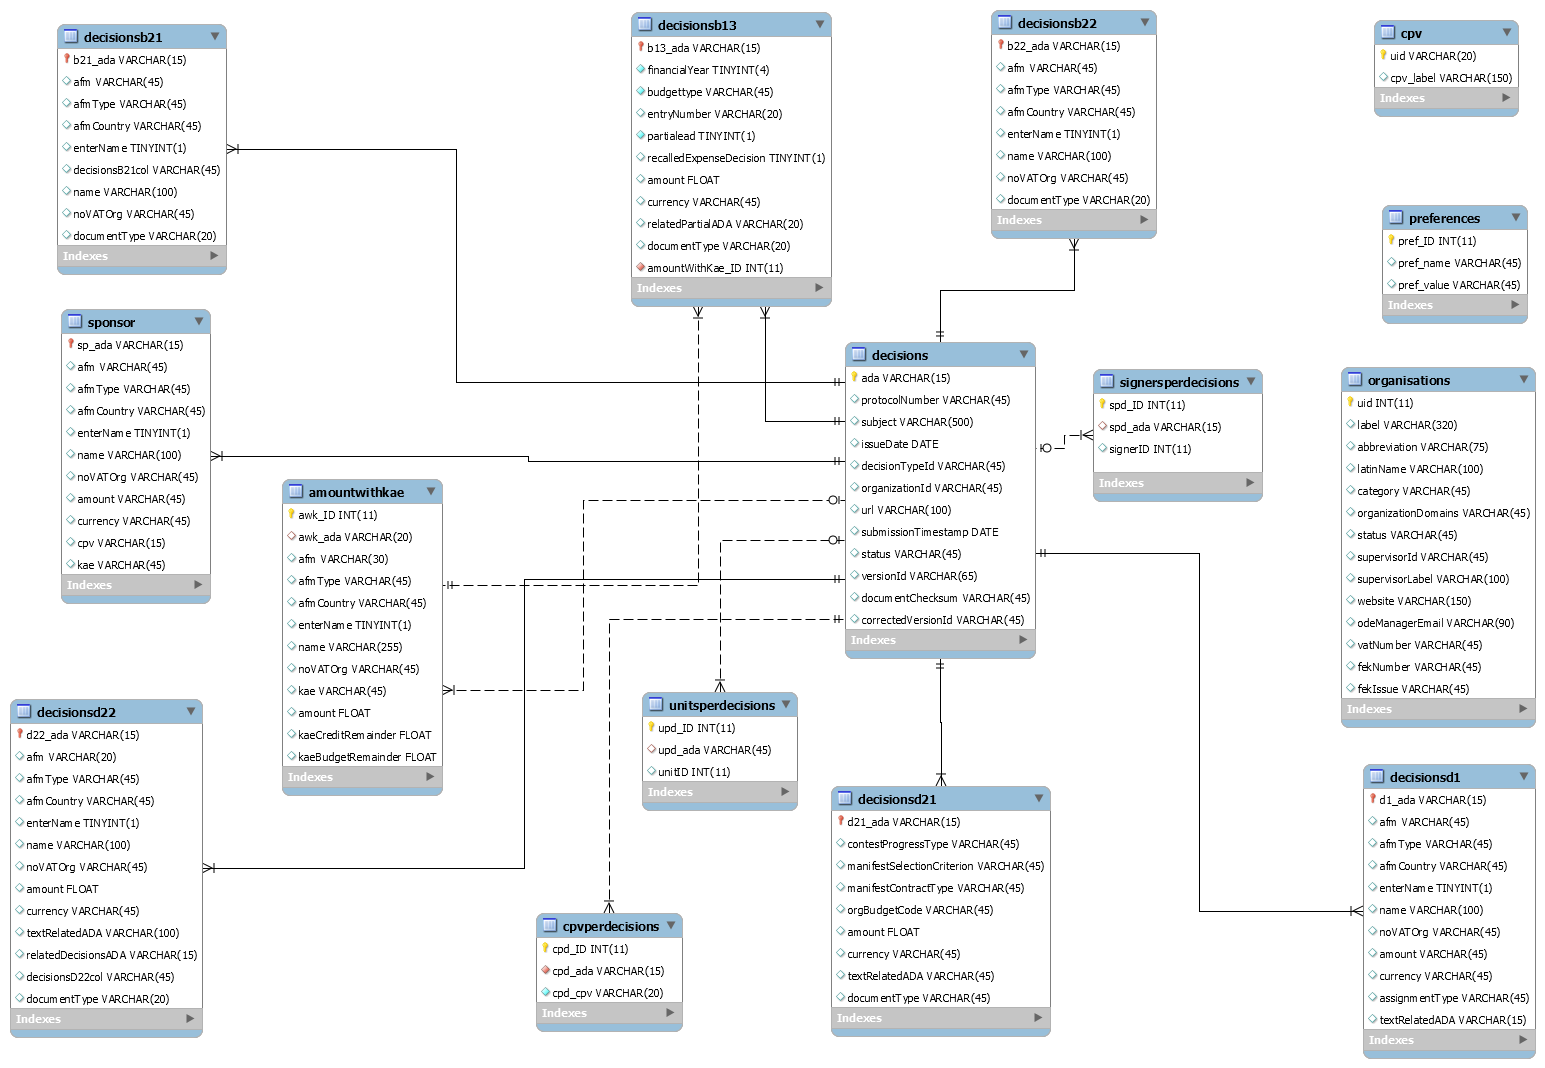 decisionsb21
b21_ada VARCHAR(15)
afm VARCHAR(45)
afmType VARCHAR(45)
afmCountry VARCHAR(45)
enterName TINYINT(1)
decisionsB21col VARCHAR(45)
name VARCHAR(100)
noVATOrg VARCHAR(45)
documentType VARCHAR(20)
Indexes
decisionsb13
b13_ada VARCHAR(15)
financialYear TINYINT(4)
budgettype VARCHAR(45)
entryNumber VARCHAR(20)
partialead TINYINT(1)
recalledExpenseDecision TINYINT(1)
amount FLOAT
currency VARCHAR(45)
relatedPartialADA VARCHAR(20)
documentType VARCHAR(20)
amountWithKae_ID INT(11)
Indexes
decisionsb22
b22_ada VARCHAR(15)
afm VARCHAR(45)
afmType VARCHAR(45)
afmCountry VARCHAR(45)
enterName TINYINT(1)
name VARCHAR(100)
noVATOrg VARCHAR(45)
documentType VARCHAR(20)
Indexes
cpv
uid VARCHAR(20)
cpv_label VARCHAR(150)
Indexes
preferences
pref_ID INT(11)
pref_name VARCHAR(45)
pref_value VARCHAR(45)
Indexes
sponsor
sp_ada VARCHAR(15)
afm VARCHAR(45)
afmType VARCHAR(45)
afmCountry VARCHAR(45)
enterName TINYINT(1)
name VARCHAR(100)
noVATOrg VARCHAR(45)
amount VARCHAR(45)
currency VARCHAR(45)
cpv VARCHAR(15)
kae VARCHAR(45)
Indexes
decisions
ada VARCHAR(15)
protocolNumber VARCHAR(45)
subject VARCHAR(500)
issueDate DATE
decisionTypeId VARCHAR(45)
organizationId VARCHAR(45)
url VARCHAR(100)
submissionTimestamp DATE
status VARCHAR(45)
versionId VARCHAR(65)
documentChecksum VARCHAR(45)
correctedVersionId VARCHAR(45)
Indexes
signersperdecisions
spd_ID INT(11)
spd_ada VARCHAR(15)
signerID INT(11)
Indexes
organisations
uid INT(11)
label VARCHAR(320)
abbreviation VARCHAR(75)
latinName VARCHAR(100)
category VARCHAR(45)
organizationDomains VARCHAR(45)
status VARCHAR(45)
supervisorId VARCHAR(45)
supervisorLabel VARCHAR(100)
website VARCHAR(150)
odeManagerEmail VARCHAR(90)
vatNumber VARCHAR(45)
fekNumber VARCHAR(45)
fekIssue VARCHAR(45)
Indexes
amountwithkae
awk_ID INT(11)
awk_ada VARCHAR(20)
afm VARCHAR(30)
afmType VARCHAR(45)
afmCountry VARCHAR(45)
enterName TINYINT(1)
name VARCHAR(255)
noVATOrg VARCHAR(45)
kae VARCHAR(45)
amount FLOAT
kaeCreditRemainder FLOAT
kaeBudgetRemainder FLOAT
Indexes
decisionsd22
d22_ada VARCHAR(15)
afm VARCHAR(20)
afmType VARCHAR(45)
afmCountry VARCHAR(45)
enterName TINYINT(1)
name VARCHAR(100)
noVATOrg VARCHAR(45)
amount FLOAT
currency VARCHAR(45)
textRelatedADA VARCHAR(100)
relatedDecisionsADA VARCHAR(15)
decisionsD22col VARCHAR(45)
documentType VARCHAR(20)
Indexes
unitsperdecisions
upd_ID INT(11)
upd_ada VARCHAR(45)
unitID INT(11)
Indexes
cpvperdecisions
cpd_ID INT(11)
cpd_ada VARCHAR(15)
cpd_cpv VARCHAR(20)
Indexes
decisionsd21
d21_ada VARCHAR(15)
contestProgressType VARCHAR(45)
manifestSelectionCriterion VARCHAR(45)
manifestContractType VARCHAR(45)
orgBudgetCode VARCHAR(45)
amount FLOAT
currency VARCHAR(45)
textRelatedADA VARCHAR(45)
documentType VARCHAR(45)
Indexes
decisionsd1
d1_ada VARCHAR(15)
afm VARCHAR(45)
afmType VARCHAR(45)
afmCountry VARCHAR(45)
enterName TINYINT(1)
name VARCHAR(100)
noVATOrg VARCHAR(45)
amount VARCHAR(45)
currency VARCHAR(45)
assignmentType VARCHAR(45)
textRelatedADA VARCHAR(15)
Indexes